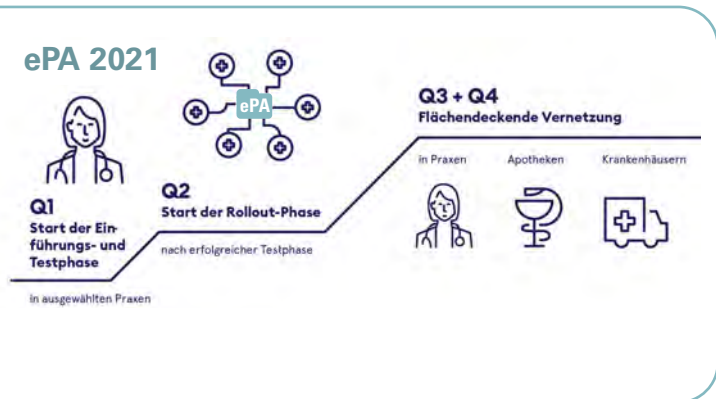 ePA 2021
ePA
Q1
Start der Ein-
führungs- und
Testphase
in ausgewählten Praxen
Q2
Start der Rollout-Phase
nach erfolgreicher Testphase
Q3 + Q4
Flächendeckende Vernetzung
in Praxen
Apotheken
Krankenhäusern